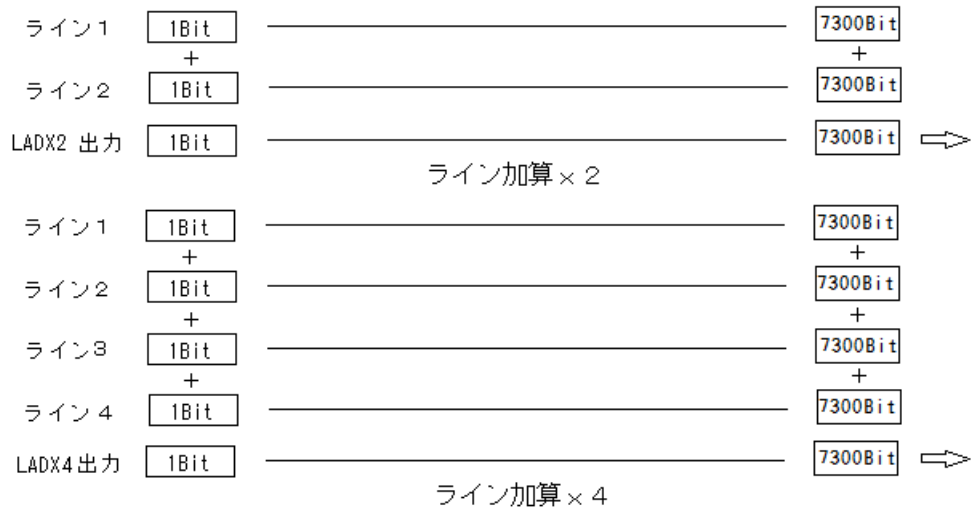 ライン１ 1Bit 7300Bit
+ +
ライン２ 1Bit 7300Bit
LADX2 出力 1Bit 7300Bit
ライン加算×２
ライン１ 1Bit 7300Bit
+ +
ライン２ 1Bit 7300Bit
+ +
ライン３ 1Bit 7300Bit
+ +
ライン４ 1Bit 7300Bit
LADX4出力 1Bit 7300Bit
ライン加算×４